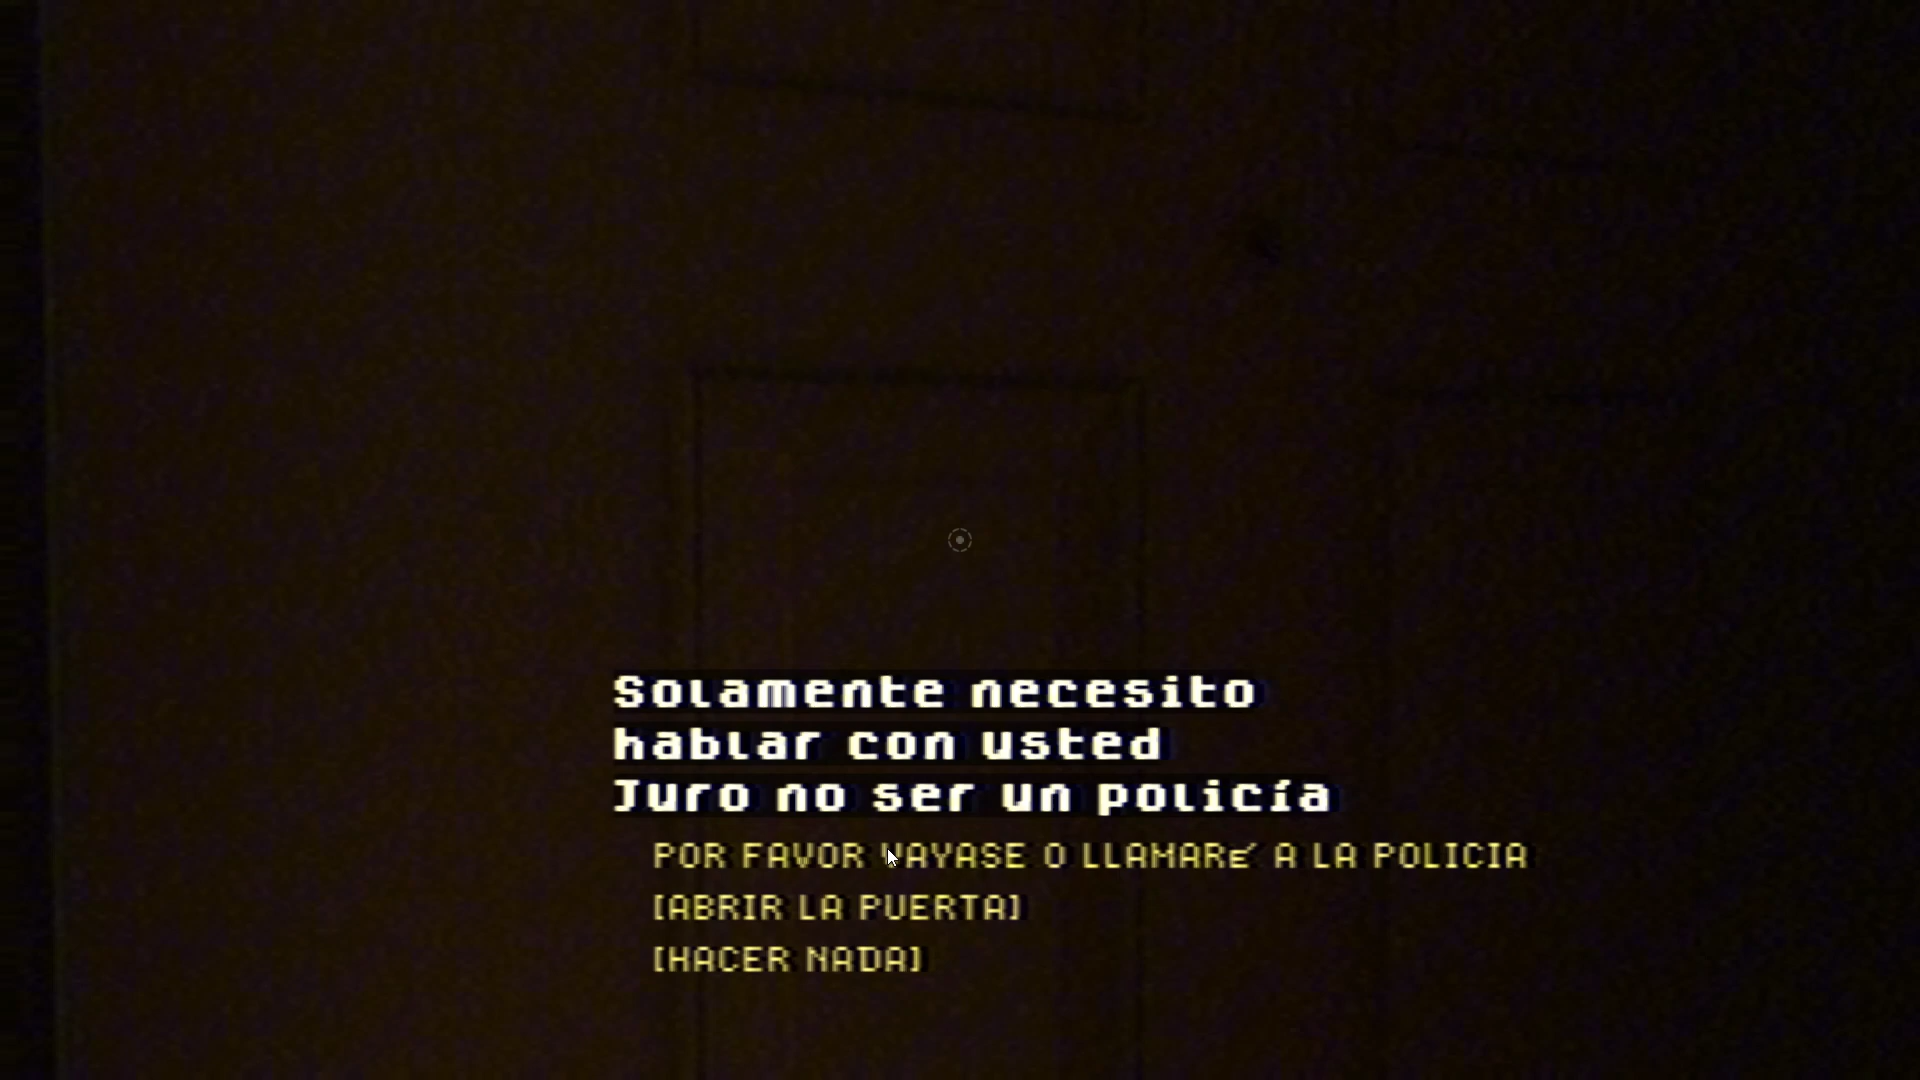 Solamente necesito
hablar con usted
Juro no ser un policía
POR FAVOR VAYASE O LLAMARé A LA POLICIA
[ABRIR LA PUERTA]
[HACER NADA]